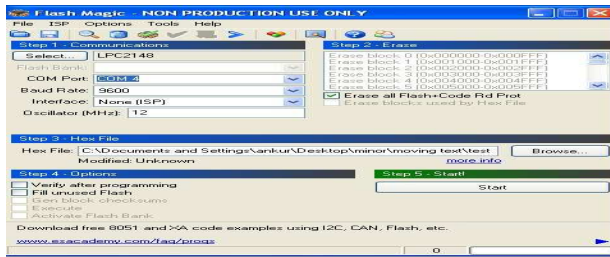 Flash Magic - NON PRODUCTION USE ONLY
File ISP Options Tools Help
Step 1 - Communications
Select... LPC2148
Flash Bank:
COM Port: COM 4
Baud Rate: 9600
Interface: None (ISP)
Oscillator (MHz): 12
Step 2 - Erase
Erase block 0 (0x000000-0x000FFF)
Erase block 1 (0x001000-0x001FFF)
Erase block 2 (0x002000-0x002FFF)
Erase block 3 (0x003000-0x003FFF)
Erase block 4 (0x004000-0x004FFF)
Erase block 5 (0x005000-0x005FFF)
Erase all Flash+Code Rd Prot
Erase blocks used by Hex File
Step 3 - Hex File
Hex File: C:\Documents and Settings\ankur\Desktop\minor\moving text\test Browse...
Modified: Unknown more info
Step 4 - Options
Verify after programming
Fill unused Flash
Gen block checksums
Execute
Activate Flash Bank
Step 5 - Start!
Start
Download free 8051 and XA code examples using I2C, CAN, Flash, etc.
www.esacademy.com/faq/progs
0